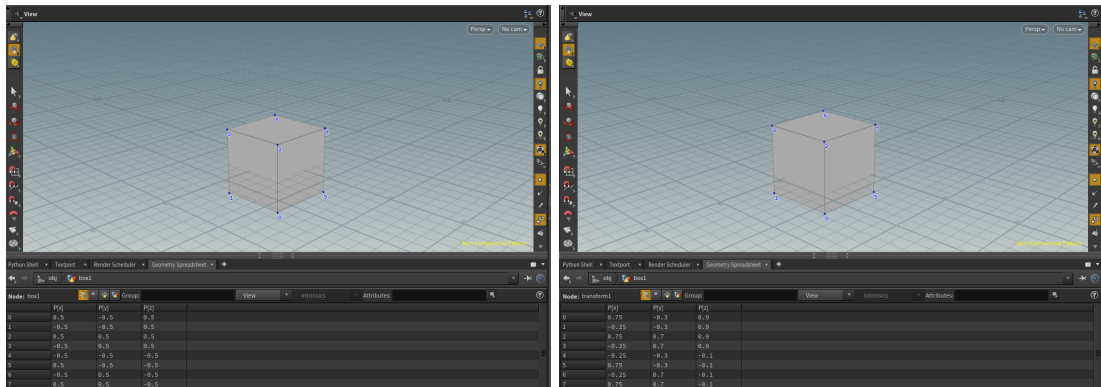 View
Persp
No cam
Non-Commercial Edition
Python Shell
Textport
Render Scheduler
Geometry Spreadsheet
obj
box1
Node: box1
Group:
View
Intrinsics
Attributes:
P[x] P[y] P[z]
0 0.5 -0.5 0.5
1 -0.5 -0.5 0.5
2 0.5 0.5 0.5
3 -0.5 0.5 0.5
4 -0.5 -0.5 -0.5
5 0.5 -0.5 -0.5
6 -0.5 0.5 -0.5
7 0.5 0.5 -0.5
View
Persp
No cam
Non-Commercial Edition
Python Shell
Textport
Render Scheduler
Geometry Spreadsheet
obj
box1
Node: transform1
Group:
View
Intrinsics
Attributes:
P[x] P[y] P[z]
0 0.75 -0.3 0.9
1 -0.25 -0.3 0.9
2 0.75 0.7 0.9
3 -0.25 0.7 0.9
4 -0.25 -0.3 -0.1
5 0.75 -0.3 -0.1
6 -0.25 0.7 -0.1
7 0.75 0.7 -0.1